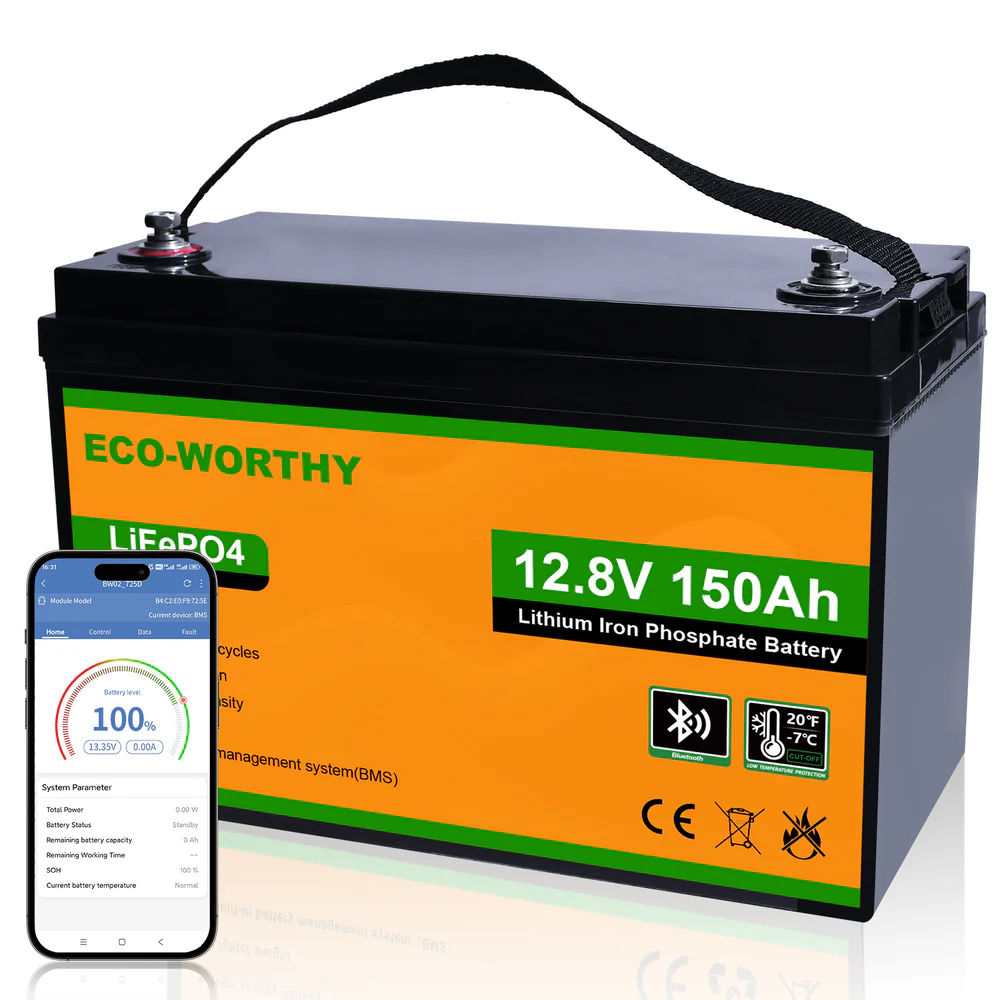 ECO-WORTHY
LiFePO4
12.8V 150Ah
Lithium Iron Phosphate Battery
cycles
management system(BMS)
Bluetooth
20°F
-7°C
CUT-OFF
LOW TEMPERATURE PROTECTION
CE
16:31
BW02_725D
Module Model B4:C2:E0:F9:72:5E
Current device: BMS
Home Control Data Fault
Battery level
100%
13.35V 0.00A
System Parameter
Total Power 0.00 W
Battery Status Standby
Remaining battery capacity 0 Ah
Remaining Working Time --
SOH 100 %
Current battery temperature Normal